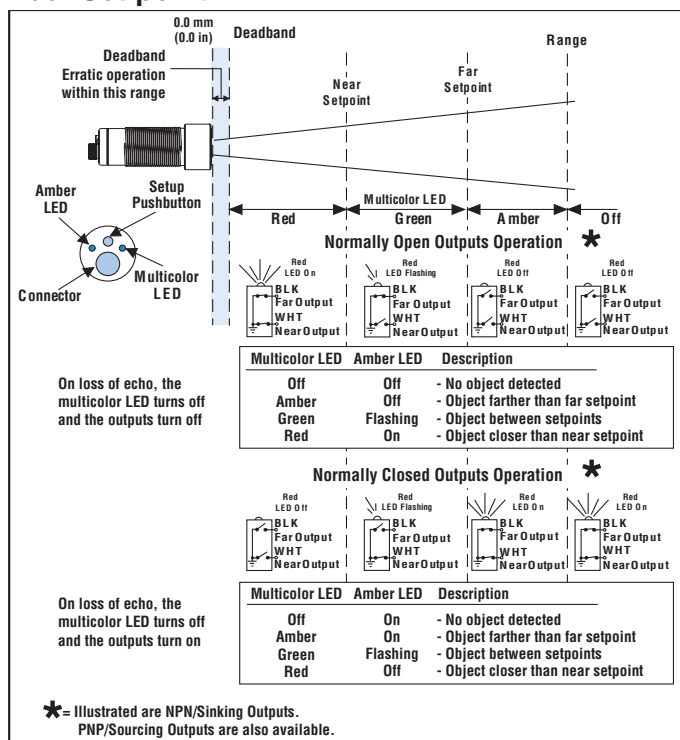 0.0 mm
(0.0 in)
Deadband
Range
Deadband
Erratic operation
within this range
Near
Setpoint
Far
Setpoint
Amber
LED
Setup
Pushbutton
Connector
Multicolor
LED
Multicolor LED
Red
Green
Amber
Off
Normally Open Outputs Operation *
Red
LED On
BLK
Far Output
WHT
Near Output
Red
LED Flashing
BLK
Far Output
WHT
Near Output
Red
LED Off
BLK
Far Output
WHT
Near Output
Red
LED Off
BLK
Far Output
WHT
Near Output
On loss of echo, the
multicolor LED turns off
and the outputs turn off
Multicolor LED Amber LED Description
Off Off - No object detected
Amber Off - Object farther than far setpoint
Green Flashing - Object between setpoints
Red On - Object closer than near setpoint
Normally Closed Outputs Operation *
Red
LED Off
BLK
Far Output
WHT
Near Output
Red
LED Flashing
BLK
Far Output
WHT
Near Output
Red
LED On
BLK
Far Output
WHT
Near Output
Red
LED On
BLK
Far Output
WHT
Near Output
On loss of echo, the
multicolor LED turns off
and the outputs turn on
Multicolor LED Amber LED Description
Off On - No object detected
Amber On - Object farther than far setpoint
Green Flashing - Object between setpoints
Red Off - Object closer than near setpoint
* = Illustrated are NPN/Sinking Outputs.
PNP/Sourcing Outputs are also available.